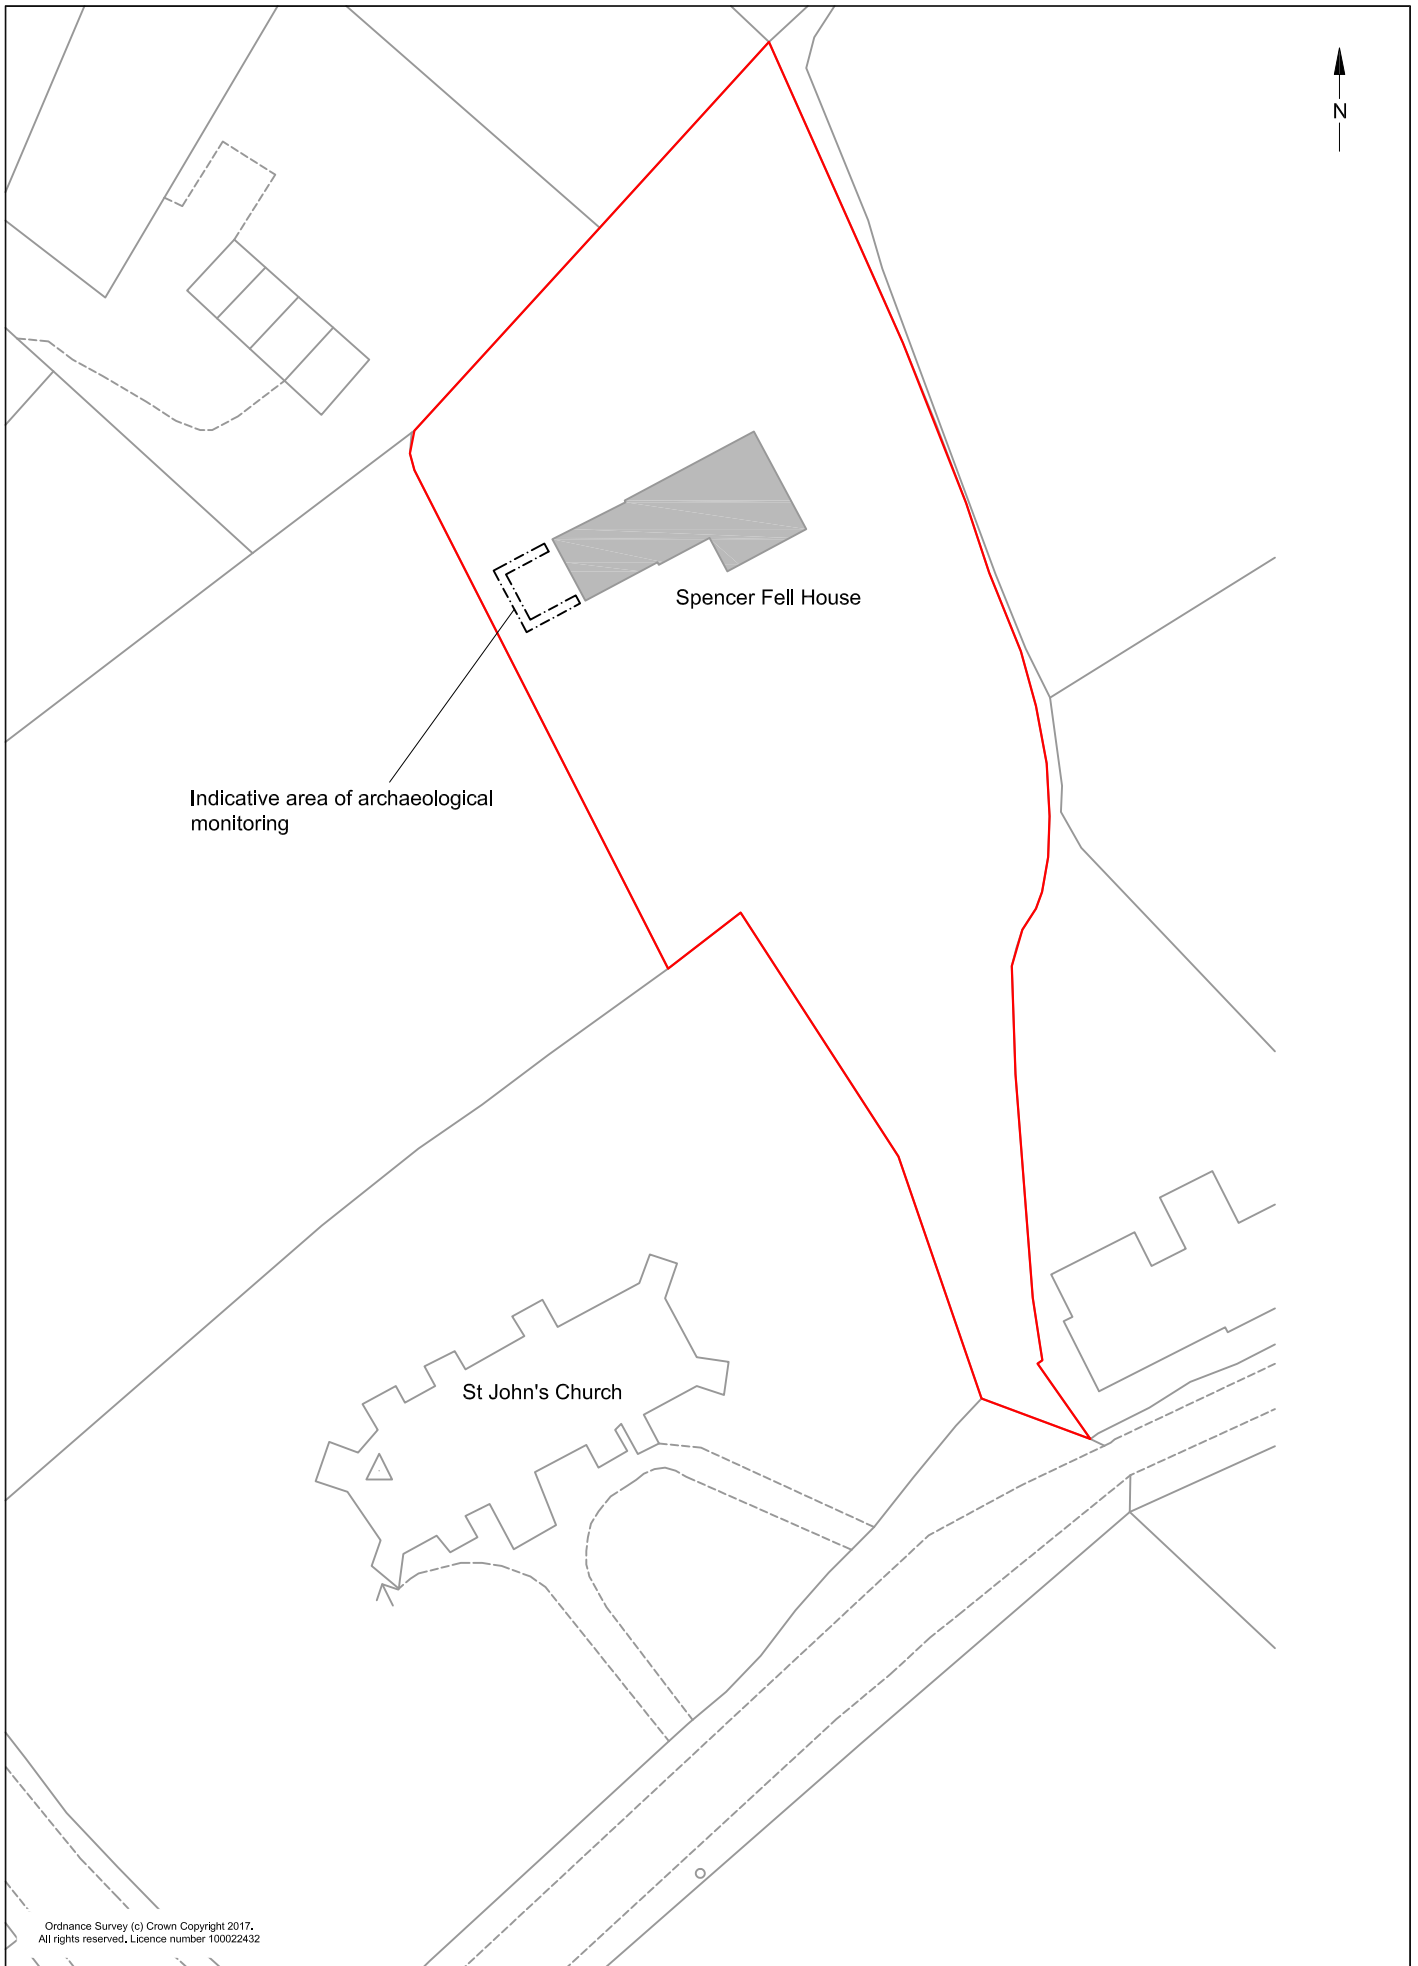 N
Spencer Fell House
Indicative area of archaeological
monitoring
St John's Church
Ordnance Survey (c) Crown Copyright 2017.
All rights reserved. Licence number 100022432